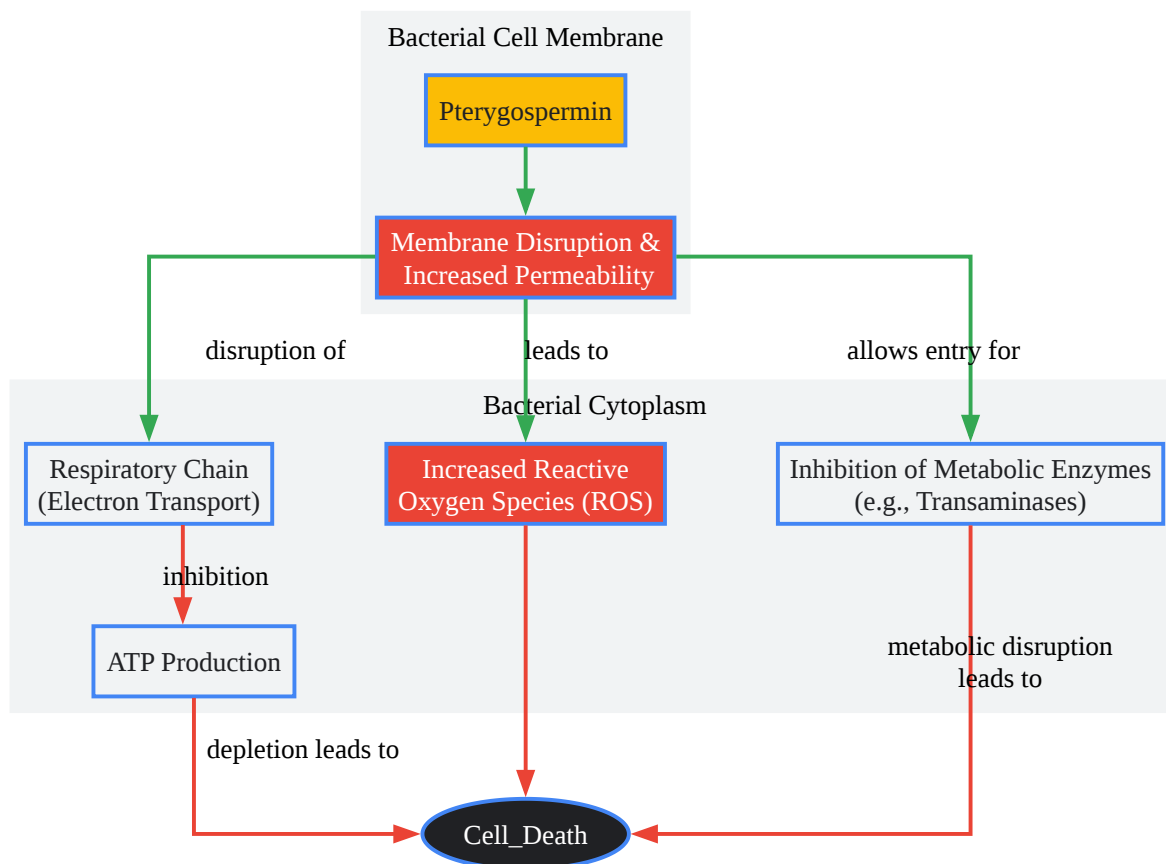 Bacterial Cell Membrane
Pterygospermin
Membrane Disruption &
Increased Permeability
disruption of
leads to
allows entry for
Bacterial Cytoplasm
Respiratory Chain
(Electron Transport)
Increased Reactive
Oxygen Species (ROS)
Inhibition of Metabolic Enzymes
(e.g., Transaminases)
inhibition
ATP Production
metabolic disruption
leads to
depletion leads to
Cell_Death